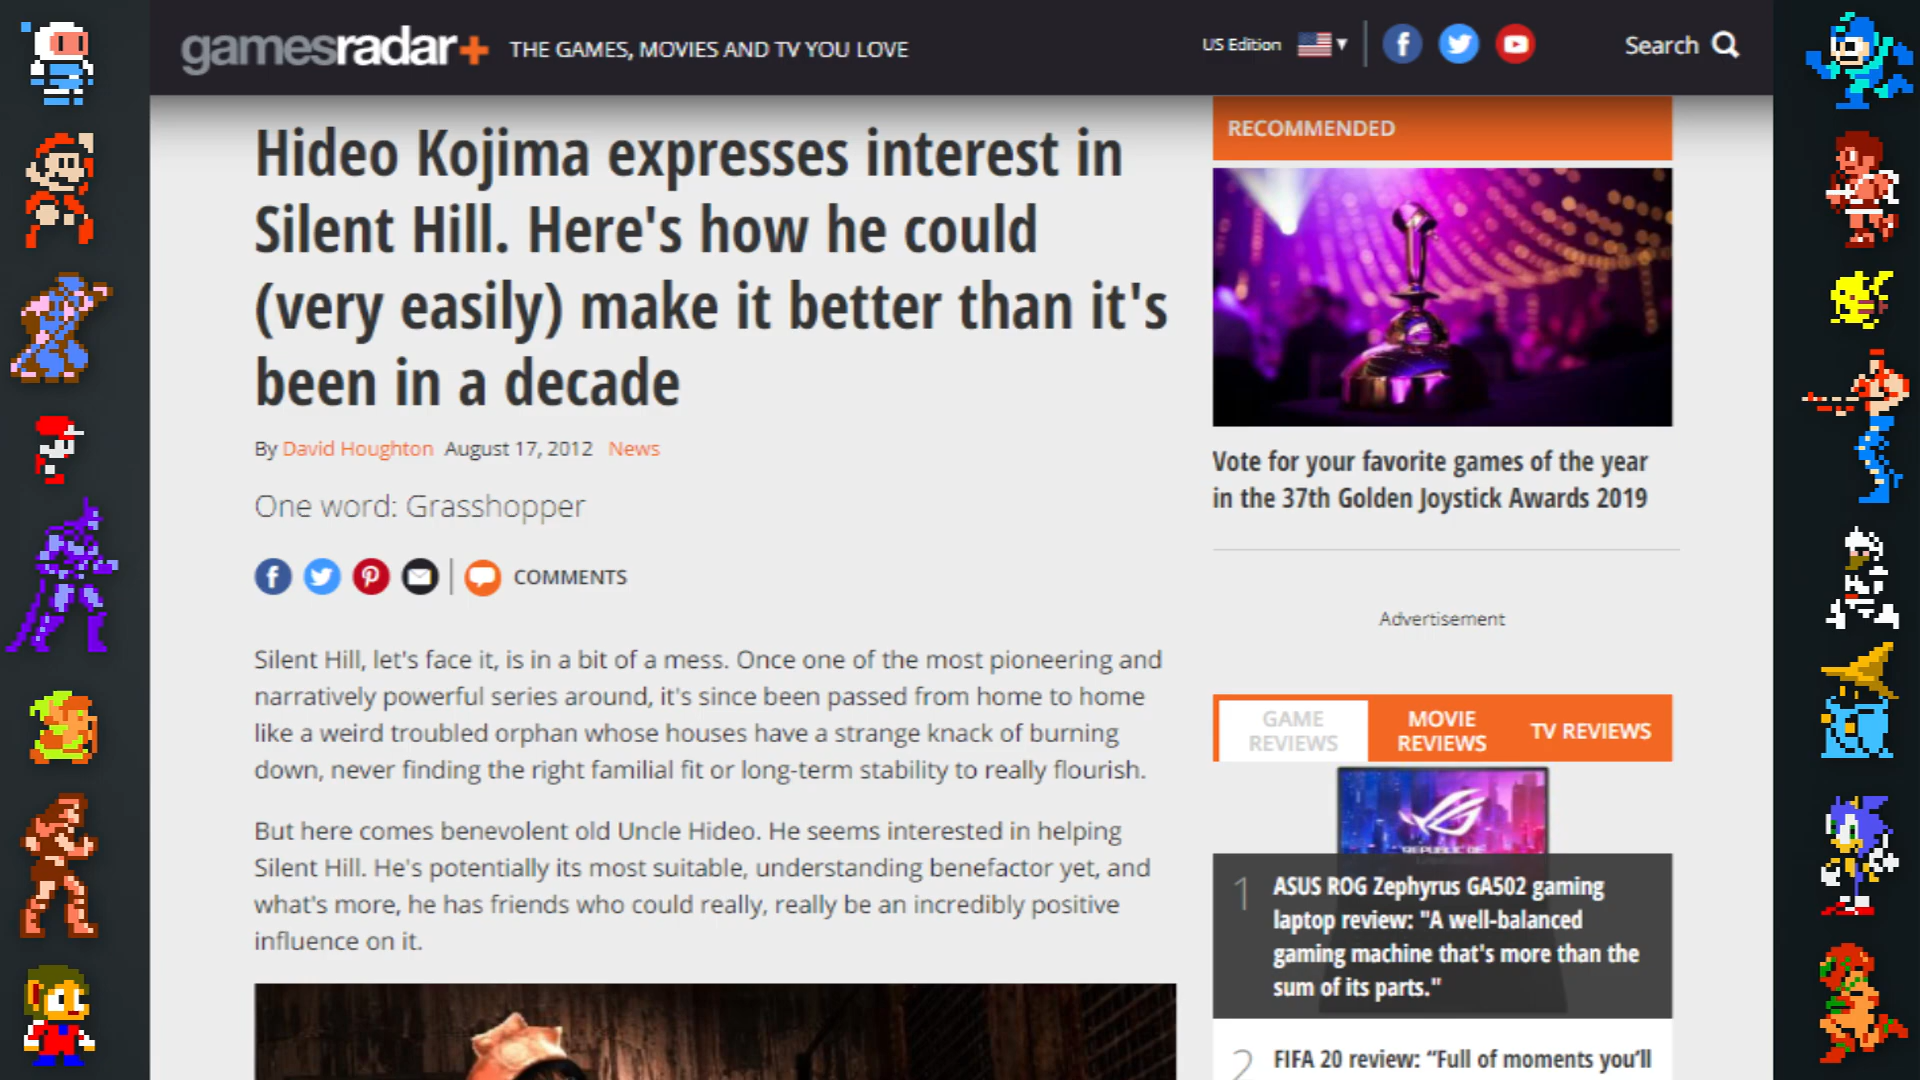 gamesradar+ THE GAMES, MOVIES AND TV YOU LOVE
US Edition
Search
Hideo Kojima expresses interest in
Silent Hill. Here's how he could
(very easily) make it better than it's
been in a decade
By David Houghton August 17, 2012 News
One word: Grasshopper
COMMENTS
Silent Hill, let's face it, is in a bit of a mess. Once one of the most pioneering and
narratively powerful series around, it's since been passed from home to home
like a weird troubled orphan whose houses have a strange knack of burning
down, never finding the right familial fit or long-term stability to really flourish.
But here comes benevolent old Uncle Hideo. He seems interested in helping
Silent Hill. He's potentially its most suitable, understanding benefactor yet, and
what's more, he has friends who could really, really be an incredibly positive
influence on it.
RECOMMENDED
Vote for your favorite games of the year
in the 37th Golden Joystick Awards 2019
Advertisement
GAME
REVIEWS
MOVIE
REVIEWS
TV REVIEWS
REPUBLIC OF
1 ASUS ROG Zephyrus GA502 gaming
laptop review: "A well-balanced
gaming machine that's more than the
sum of its parts."
2 FIFA 20 review: “Full of moments you’ll